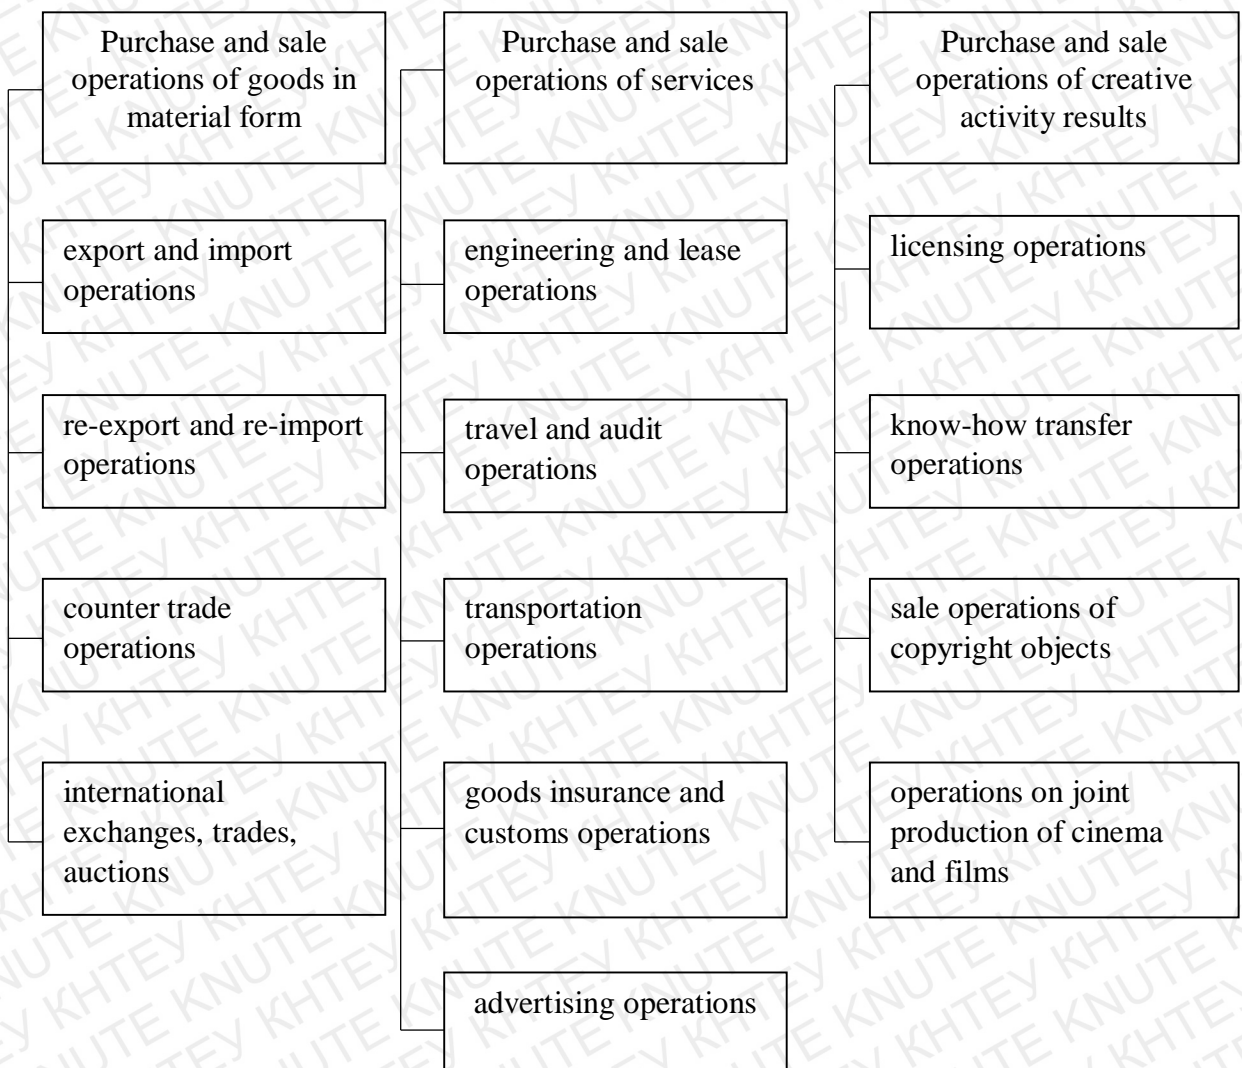 Purchase and sale
operations of goods in
material form
export and import
operations
re-export and re-import
operations
counter trade
operations
international
exchanges, trades,
auctions
Purchase and sale
operations of services
engineering and lease
operations
travel and audit
operations
transportation
operations
goods insurance and
customs operations
advertising operations
Purchase and sale
operations of creative
activity results
licensing operations
know-how transfer
operations
sale operations of
copyright objects
operations on joint
production of cinema
and films